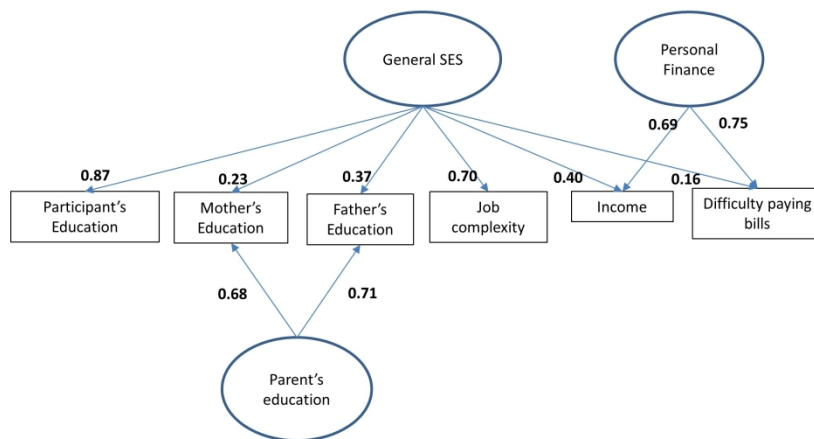 General SES
Personal
Finance
0.69
0.75
0.87
0.23
0.37
0.70
0.40
0.16
Participant's
Education
Mother's
Education
Father's
Education
Job
complexity
Income
Difficulty paying
bills
0.68
0.71
Parent's
education